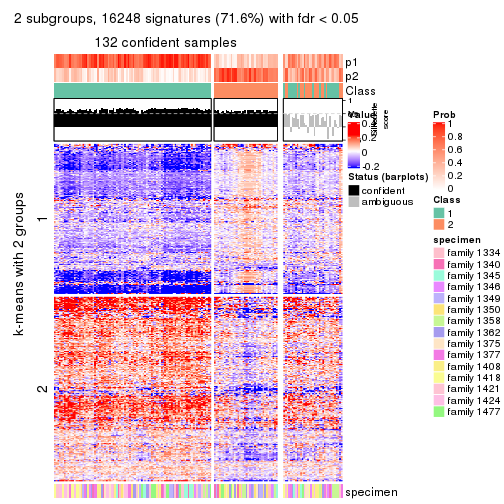 2 subgroups, 16248 signatures (71.6%) with fdr < 0.05
132 confident samples
p1
p2
Class
1
Silhouette
score
k-means with 2 groups
1
2
specimen
Value
0
-0.2
Status (barplots)
confident
ambiguous
Prob
1
0.8
0.6
0.4
0.2
0
Class
1
2
specimen
family 1334
family 1340
family 1345
family 1346
family 1349
family 1350
family 1358
family 1362
family 1375
family 1377
family 1408
family 1418
family 1421
family 1424
family 1477